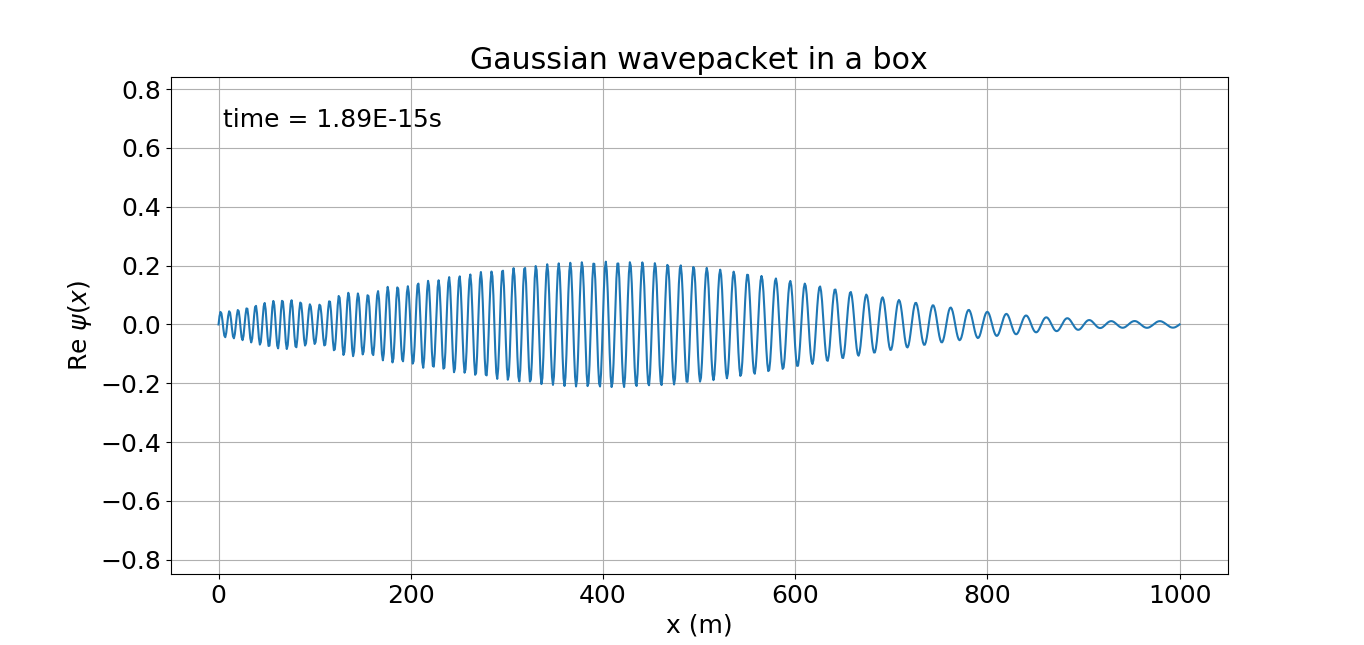 Gaussian wavepacket in a box
time = 1.89E-15s
0.8
0.6
0.4
0.2
0.0
−0.2
−0.4
−0.6
−0.8
Re ψ(x)
0 200 400 600 800 1000
x (m)